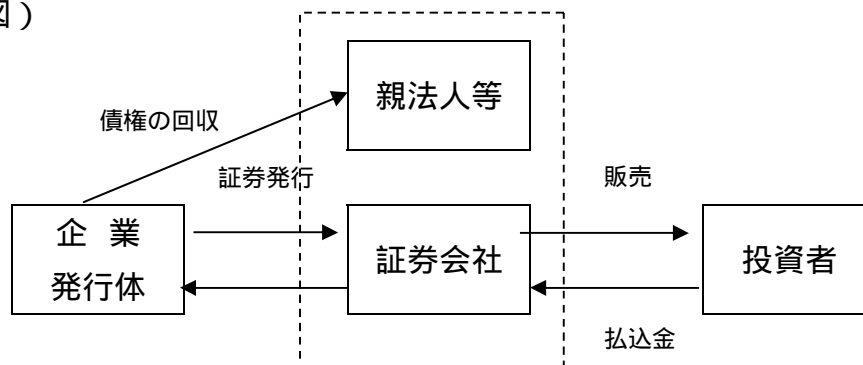 図）
親法人等
債権の回収
証券発行
販売
企 業
発行体
証券会社
投資者
払込金